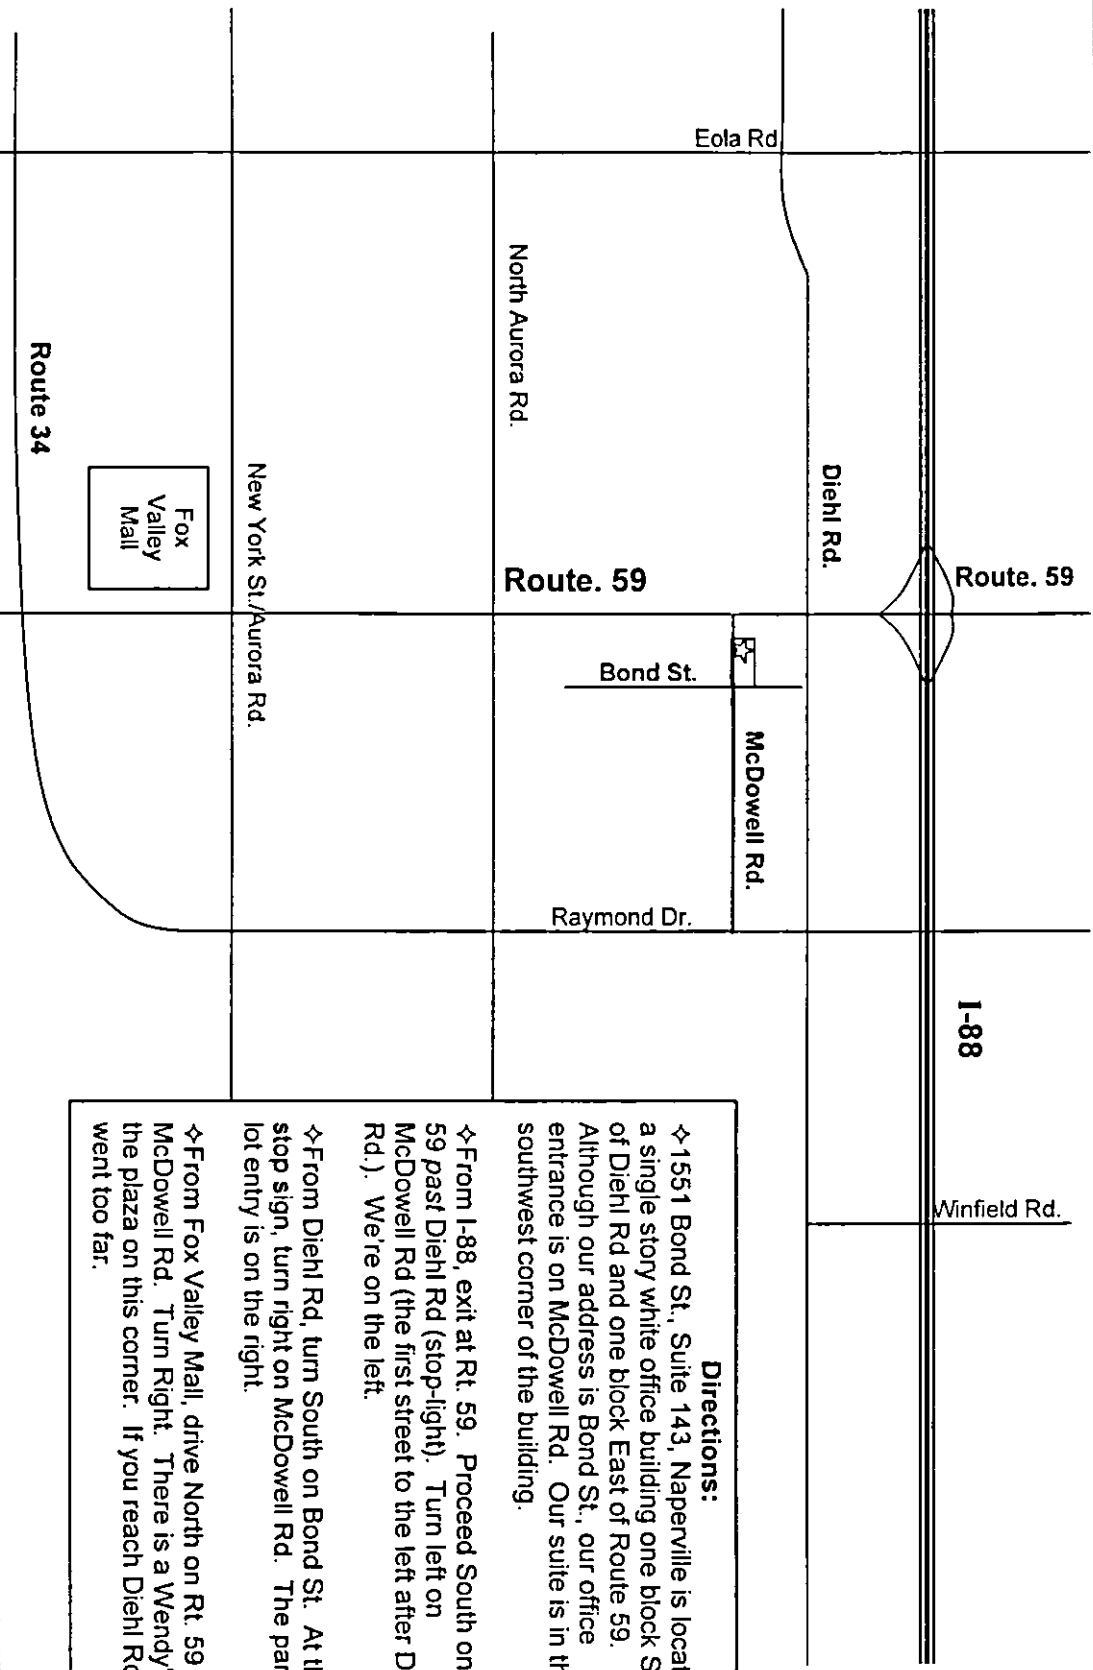 I-88
Route. 59
Winfield Rd.
Diehl Rd.
Eola Rd
McDowell Rd.
Bond St.
Raymond Dr.
Route. 59
North Aurora Rd.
New York St./Aurora Rd.
Fox
Valley
Mall
Route 34
Directions:
✧1551 Bond St., Suite 143, Naperville is
a single story white office building one block
of Diehl Rd and one block East of Route 59.
Although our address is Bond St., our office
entrance is on McDowell Rd. Our suite is in
southwest corner of the building.
✧From I-88, exit at Rt. 59. Proceed South on
59 past Diehl Rd (stop-light). Turn left on
McDowell Rd (the first street to the left after
Rd.). We're on the left.
✧From Diehl Rd, turn South on Bond St. At
stop sign, turn right on McDowell Rd. The
lot entry is on the right.
✧From Fox Valley Mall, drive North on Rt. 59
McDowell Rd. Turn Right. There is a
the plaza on this corner. If you reach Diehl
went too far.